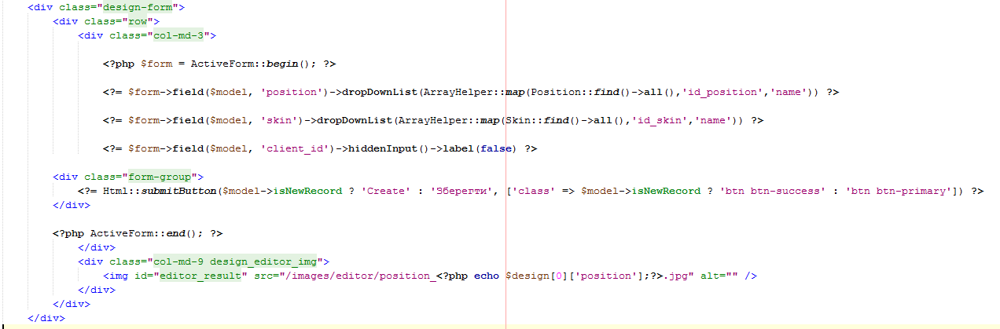 <div class="design-form">
<div class="row">
<div class="col-md-3">
<?php $form = ActiveForm::begin(); ?>
<?= $form->field($model, 'position')->dropDownList(ArrayHelper::map(Position::find()->all(),'id_position','name')) ?>
<?= $form->field($model, 'skin')->dropDownList(ArrayHelper::map(Skin::find()->all(),'id_skin','name')) ?>
<?= $form->field($model, 'client_id')->hiddenInput()->label(false) ?>
<div class="form-group">
<?= Html::submitButton($model->isNewRecord ? 'Create' : 'Зберегти', ['class' => $model->isNewRecord ? 'btn btn-success' : 'btn btn-primary']) ?>
</div>
<?php ActiveForm::end(); ?>
</div>
<div class="col-md-9 design_editor_img">
<img id="editor_result" src="/images/editor/position_<?php echo $design[0]['position'];?>.jpg" alt="" />
</div>
</div>
</div>